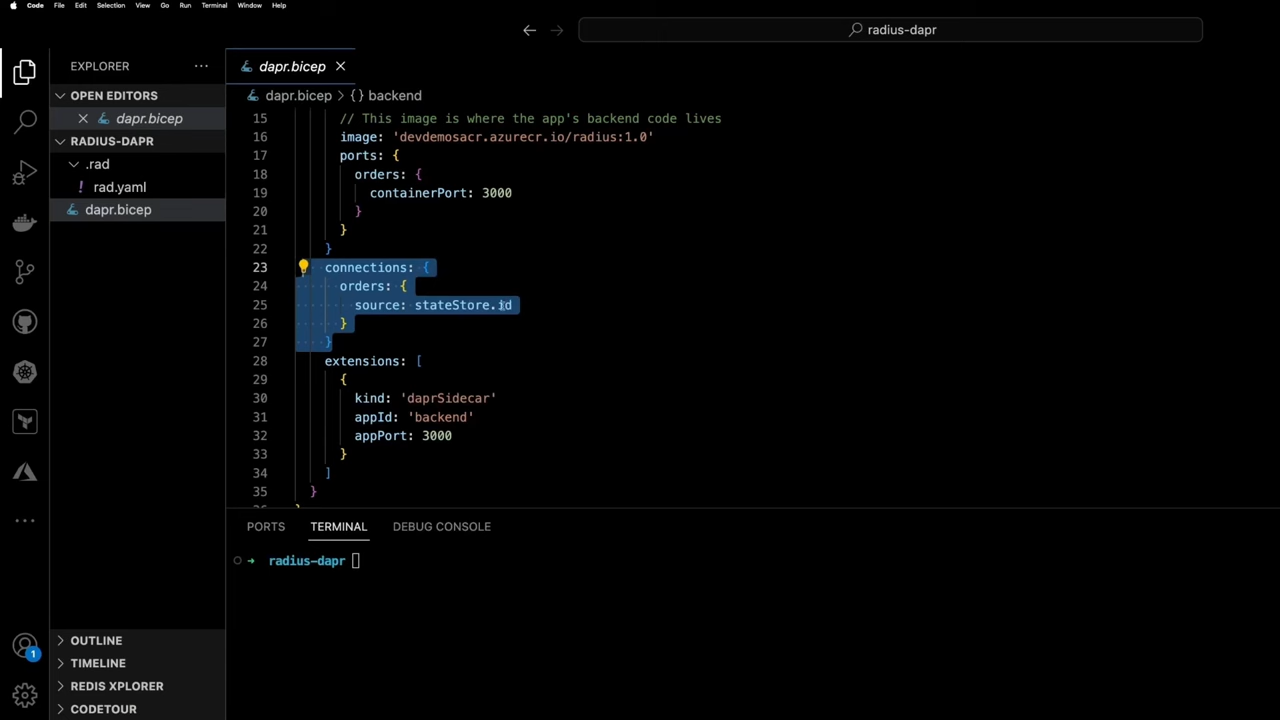 Code File Edit Selection View Go Run Terminal Window Help
radius-dapr
EXPLORER
OPEN EDITORS
dapr.bicep
RADIUS-DAPR
.rad
! rad.yaml
dapr.bicep
OUTLINE
TIMELINE
REDIS XPLORER
CODETOUR
1
dapr.bicep
dapr.bicep > {} backend
15 // This image is where the app's backend code lives
16 image: 'devdemosacr.azurecr.io/radius:1.0'
17 ports: {
18 orders: {
19 containerPort: 3000
20 }
21 }
22 }
23 connections: {
24 orders: {
25 source: stateStore.id
26 }
27 }
28 extensions: [
29 {
30 kind: 'daprSidecar'
31 appId: 'backend'
32 appPort: 3000
33 }
34 ]
35 }
PORTS TERMINAL DEBUG CONSOLE
radius-dapr